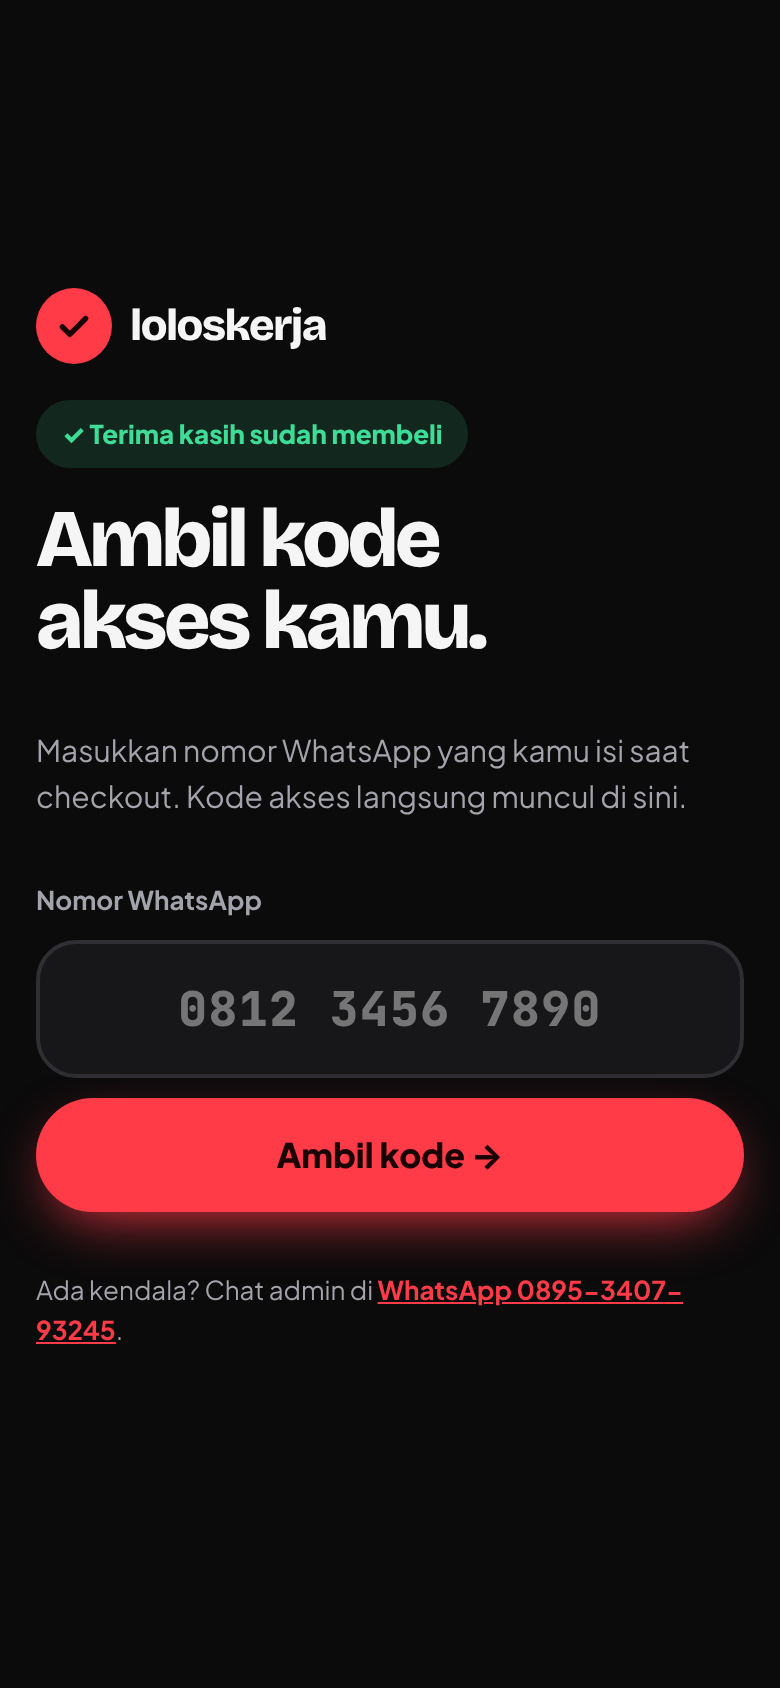 loloskerja
✓ Terima kasih sudah membeli
Ambil kode
akses kamu.
Masukkan nomor WhatsApp yang kamu isi saat
checkout. Kode akses langsung muncul di sini.
Nomor WhatsApp
0812 3456 7890
Ambil kode →
Ada kendala? Chat admin di WhatsApp 0895-3407-
93245.